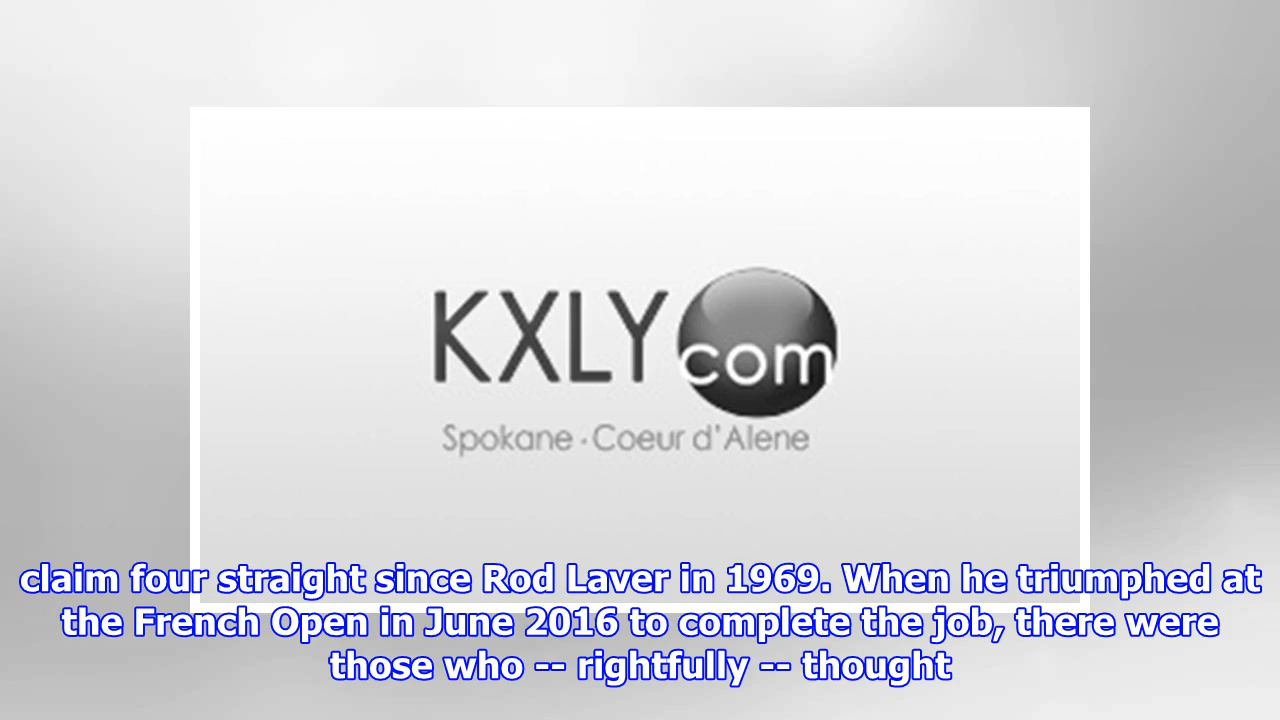 KXLY com
Spokane · Coeur d'Alene
claim four straight since Rod Laver in 1969. When he triumphed at
the French Open in June 2016 to complete the job, there were
those who -- rightfully -- thought